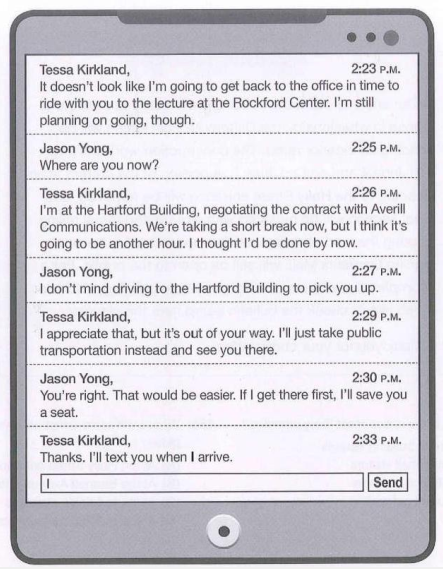 Tessa Kirkland, 2:23 P.M.
It doesn't look like I'm going to get back to the office in time to
ride with you to the lecture at the Rockford Center. I'm still
planning on going, though.
Jason Yong, 2:25 P.M.
Where are you now?
Tessa Kirkland, 2:26 P.M.
I'm at the Hartford Building, negotiating the contract with Averill
Communications. We're taking a short break now, but I think it's
going to be another hour. I thought I'd be done by now.
Jason Yong, 2:27 P.M.
I don't mind driving to the Hartford Building to pick you up.
Tessa Kirkland, 2:29 P.M.
I appreciate that, but it's out of your way. I'll just take public
transportation instead and see you there.
Jason Yong, 2:30 P.M.
You're right. That would be easier. If I get there first, I'll save you
a seat.
Tessa Kirkland, 2:33 P.M.
Thanks. I'll text you when I arrive.
Send